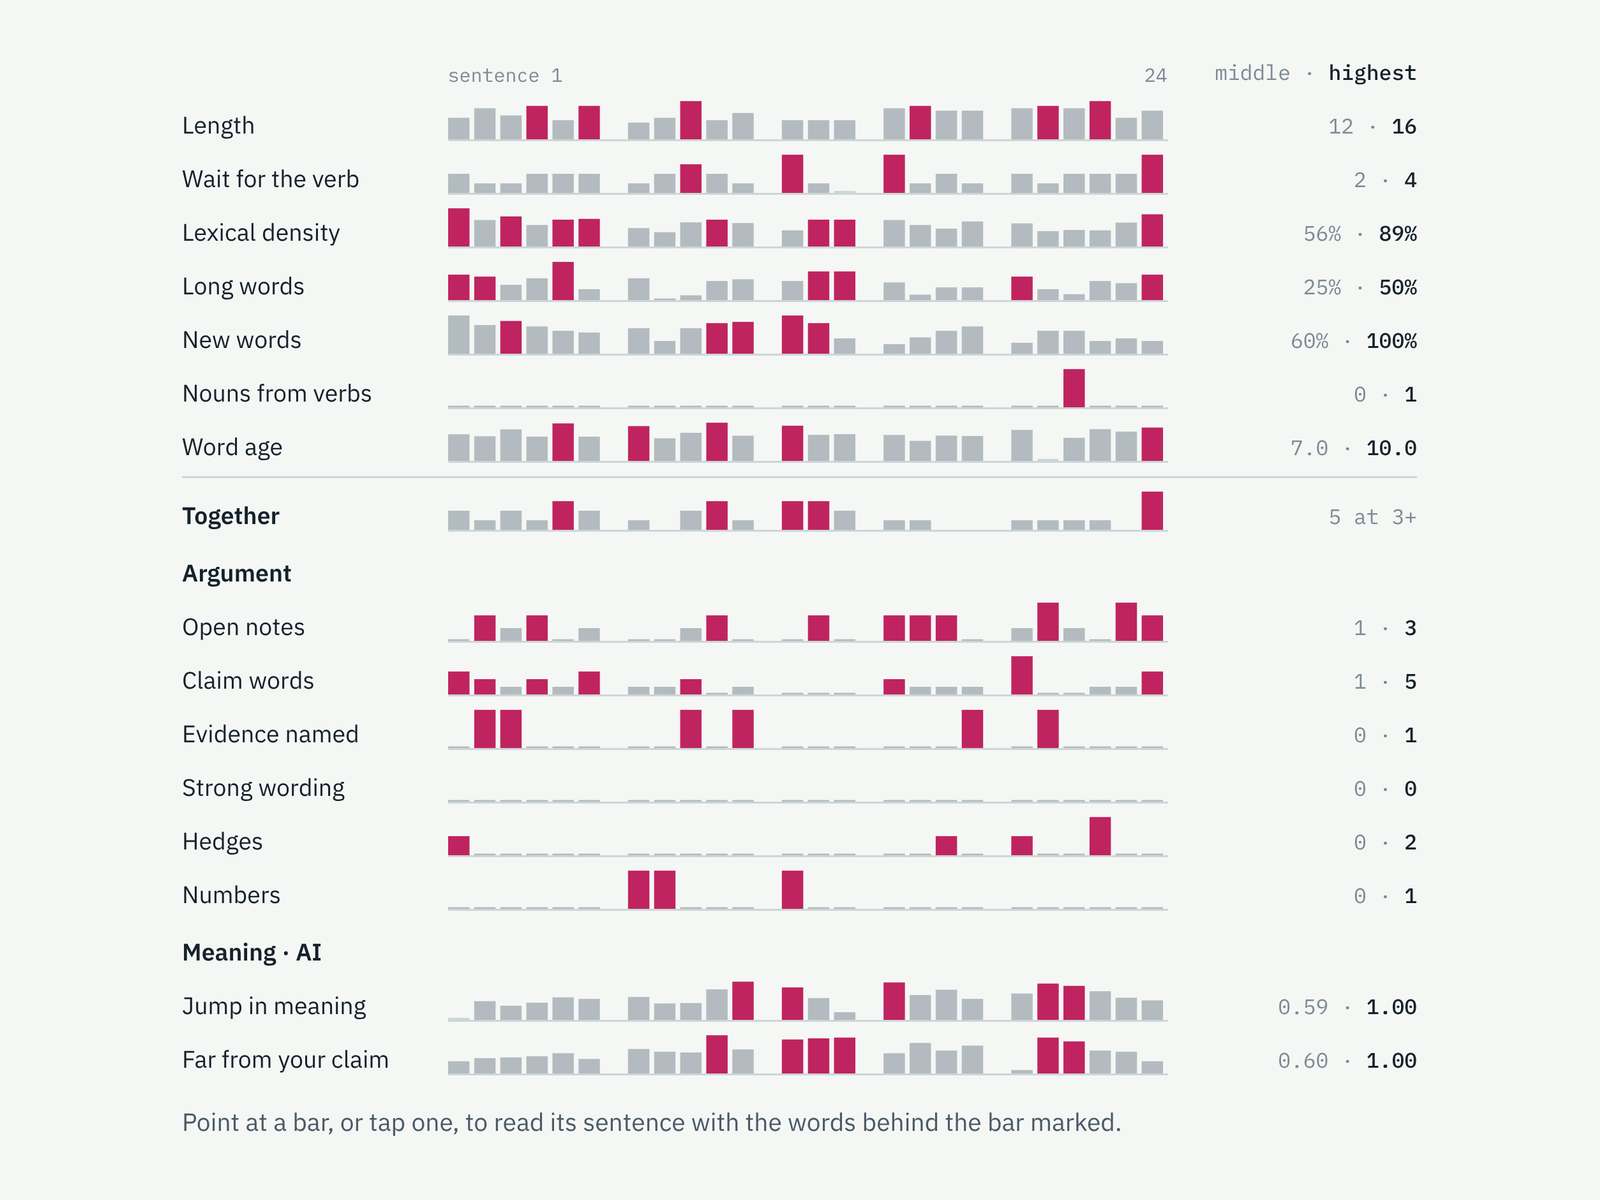 sentence 1 24 middle · highest
Length 12 · 16
Wait for the verb 2 · 4
Lexical density 56% · 89%
Long words 25% · 50%
New words 60% · 100%
Nouns from verbs 0 · 1
Word age 7.0 · 10.0
Together 5 at 3+
Argument
Open notes 1 · 3
Claim words 1 · 5
Evidence named 0 · 1
Strong wording 0 · 0
Hedges 0 · 2
Numbers 0 · 1
Meaning · AI
Jump in meaning 0.59 · 1.00
Far from your claim 0.60 · 1.00
Point at a bar, or tap one, to read its sentence with the words behind the bar marked.